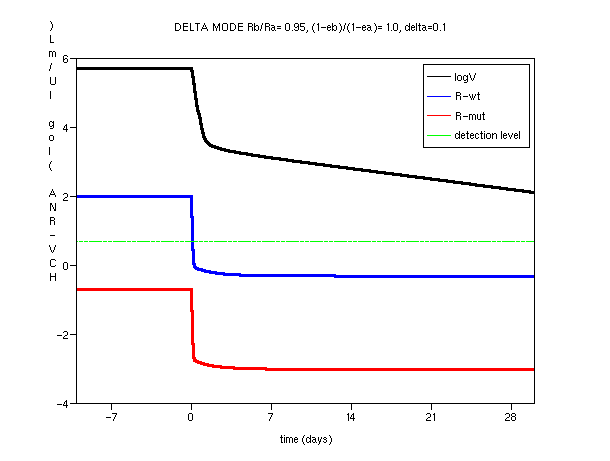 DELTA MODE Rb/Ra= 0.95, (1-eb)/(1-ea)= 1.0, delta=0.1
HCV-RNA (log IU/mL)
6
4
2
0
-2
-4
logV
R-wt
R-mut
detection level
-7 0 7 14 21 28
time (days)